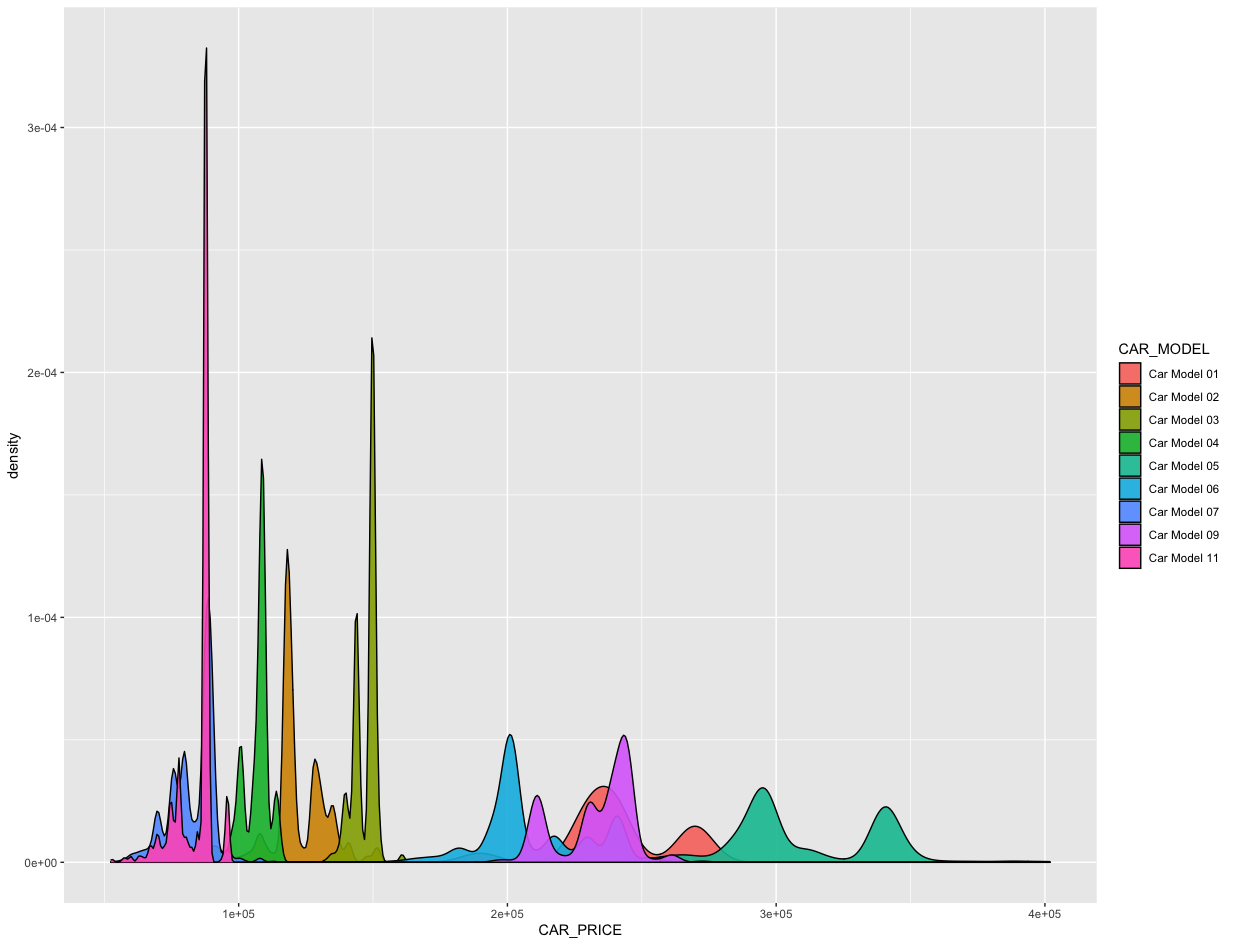 3e-04
2e-04
1e-04
0e+00
density
1e+05
2e+05
3e+05
4e+05
CAR_PRICE
CAR_MODEL
Car Model 01
Car Model 02
Car Model 03
Car Model 04
Car Model 05
Car Model 06
Car Model 07
Car Model 09
Car Model 11